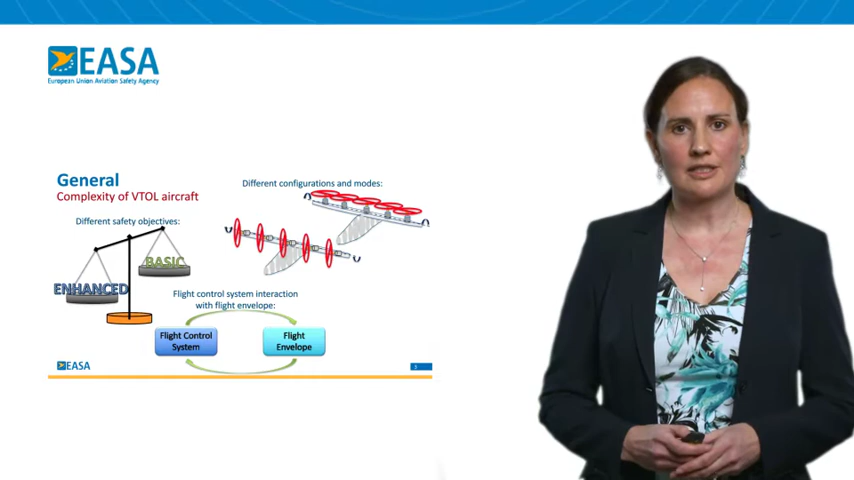 EASA
European Union Aviation Safety Agency
General
Complexity of VTOL aircraft
Different configurations and modes:
Different safety objectives:
BASIC
ENHANCED
Flight control system interaction
with flight envelope:
Flight Control
System
Flight
Envelope
EASA